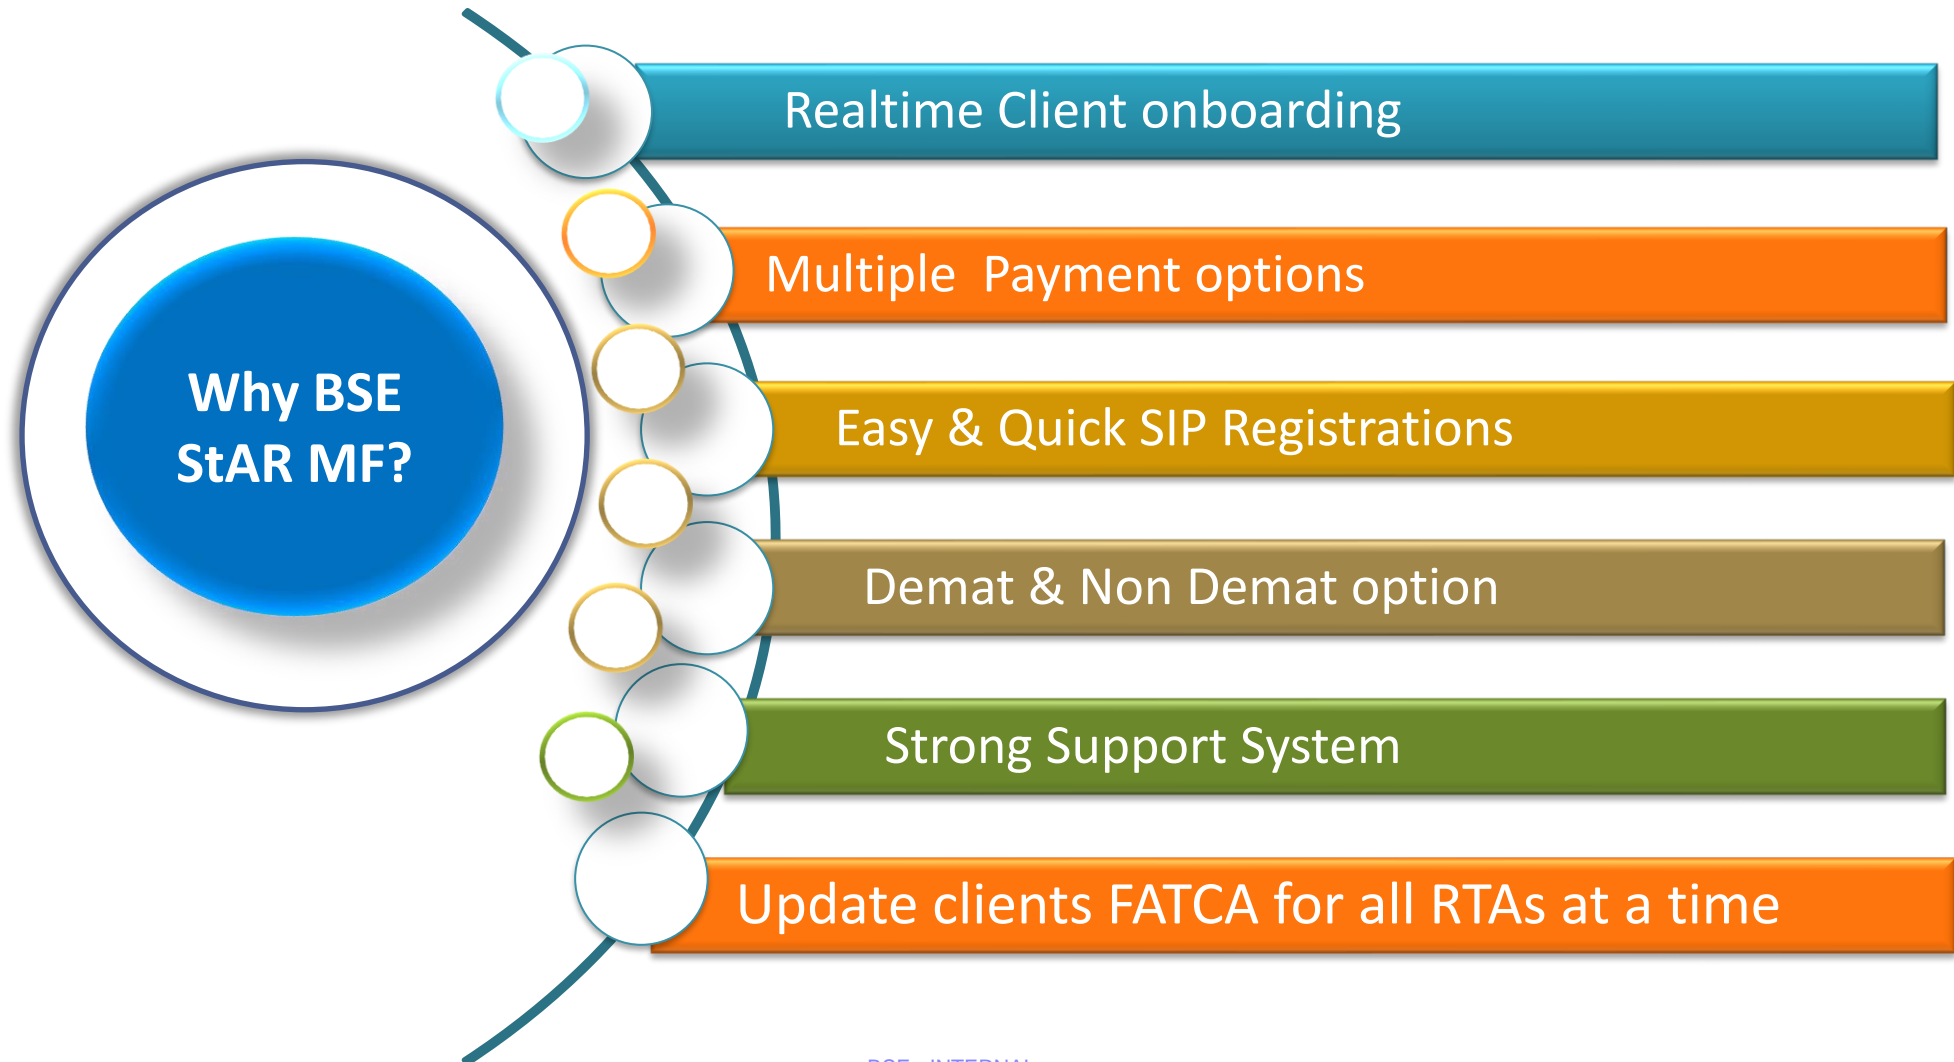 Why BSE
StAR MF?
Realtime Client onboarding
Multiple  Payment options
Easy & Quick SIP Registrations
Demat & Non Demat option
Strong Support System
Update clients FATCA for all RTAs at a time